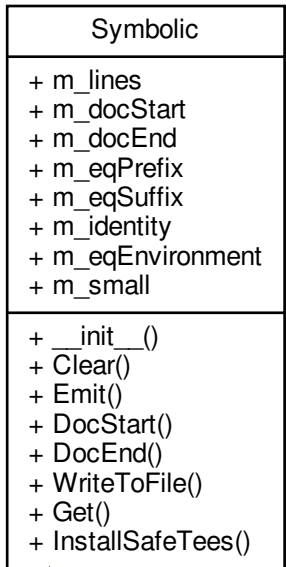 Symbolic
+ m_lines
+ m_docStart
+ m_docEnd
+ m_eqPrefix
+ m_eqSuffix
+ m_identity
+ m_eqEnvironment
+ m_small
+ __init__()
+ Clear()
+ Emit()
+ DocStart()
+ DocEnd()
+ WriteToFile()
+ Get()
+ InstallSafeTees()